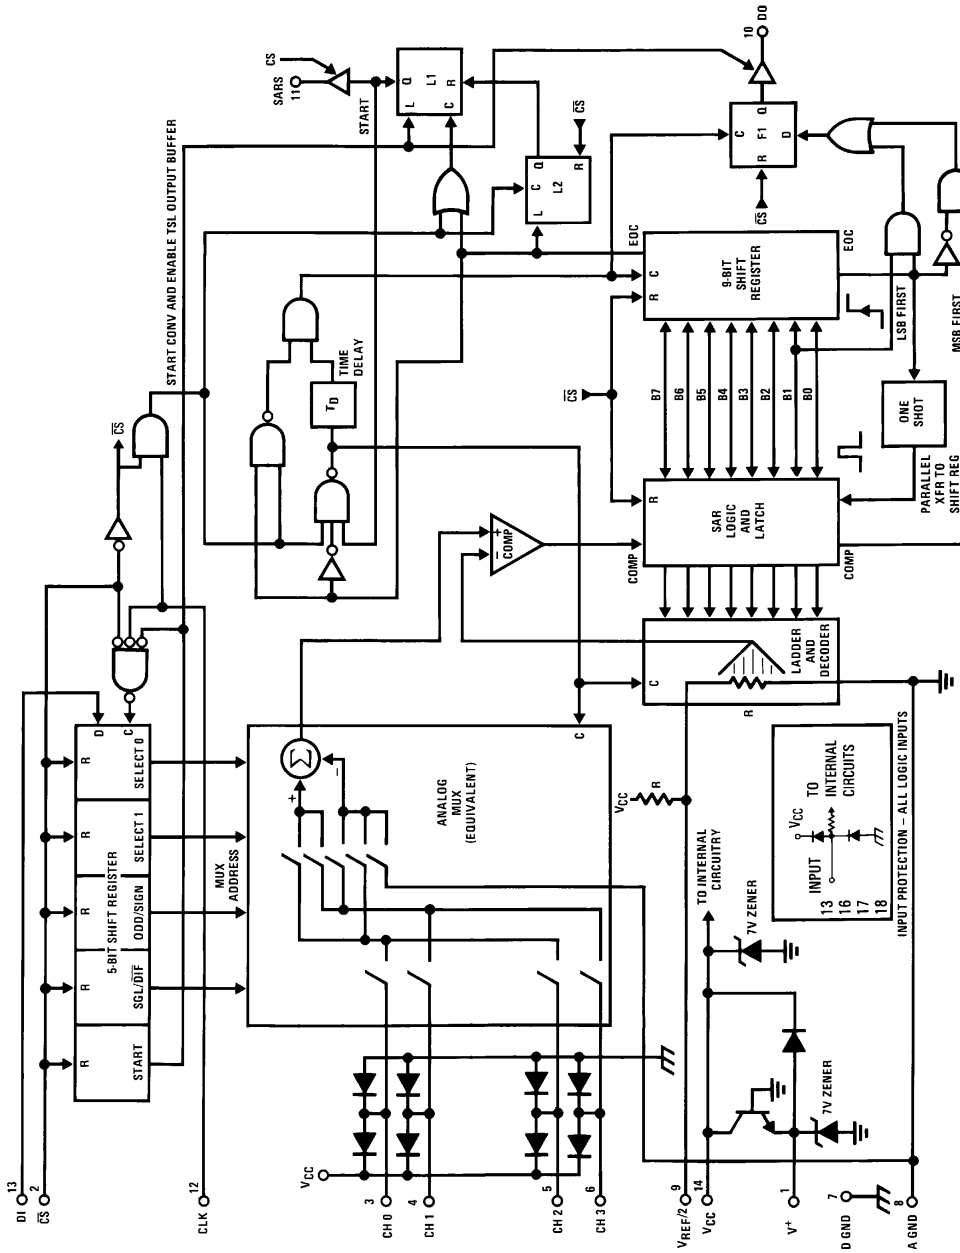 DI 13
CS 2
CLK 12
CH 0 3
CH 1 4
CH 2 5
CH 3 6
VREF/2 9
VCC 14
V+ 1
D GND 7
A GND 8
5-BIT SHIFT REGISTER
START
SGL/DIF
ODD/SIGN
SELECT 1
SELECT 0
R
R
R
R
R
D
C
MUX
ADDRESS
CS
START CONV AND ENABLE TSL OUTPUT BUFFER
ANALOG
MUX
(EQUIVALENT)
Σ
+
−
C
VCC
TD
TIME
DELAY
START
SARS
11
CS
L
Q
L1
C
R
L
C
Q
L2
R
CS
+
−
COMP
CS
VCC
R
R
C
LADDER
AND
DECODER
COMP
R
SAR
LOGIC
AND
LATCH
COMP
B7
B6
B5
B4
B3
B2
B1
B0
EOC
R
C
9-BIT
SHIFT
REGISTER
EOC
CS
R
C
F1
D
Q
10
DO
LSB FIRST
MSB FIRST
ONE
SHOT
PARALLEL
XFR TO
SHIFT REG
TO INTERNAL
CIRCUITRY
7V ZENER
7V ZENER
INPUT
13
16
17
18
VCC
TO
INTERNAL
CIRCUITS
INPUT PROTECTION – ALL LOGIC INPUTS